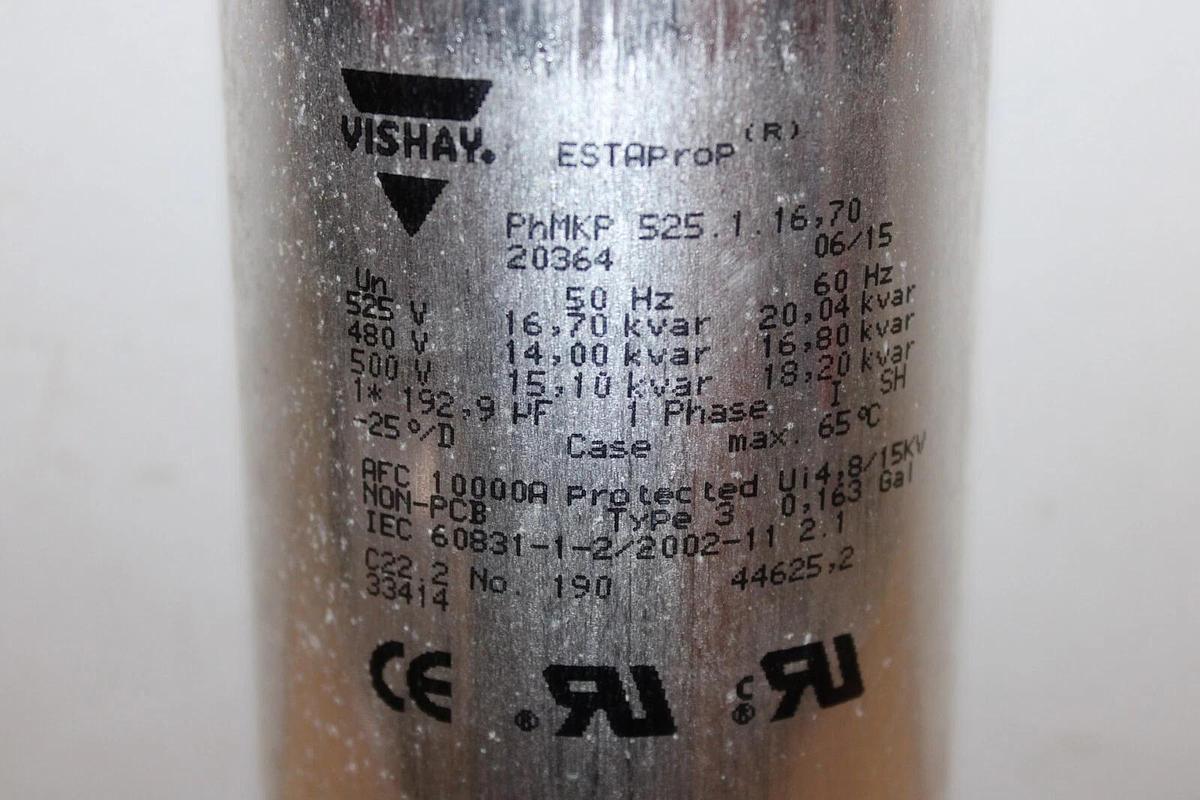 VISHAY.
ESTAProP (R)
PhMKP 525.1.16,70
20364 06/15
Un 50 Hz 60 Hz
525 V 16,70 kvar 20,04 kvar
480 V 14,00 kvar 16,80 kvar
500 V 15,10 kvar 18,20 kvar
1* 192,9 µF 1 Phase I SH
-25°/D Case max. 65°C
AFC 10000A Protected Ui4,8/15KV
NON-PCB Type 3 0,163 Gal
IEC 60831-1-2/2002-11 2.1
C22.2 No. 190 44625,2
33414
CE ® RU c ® RU